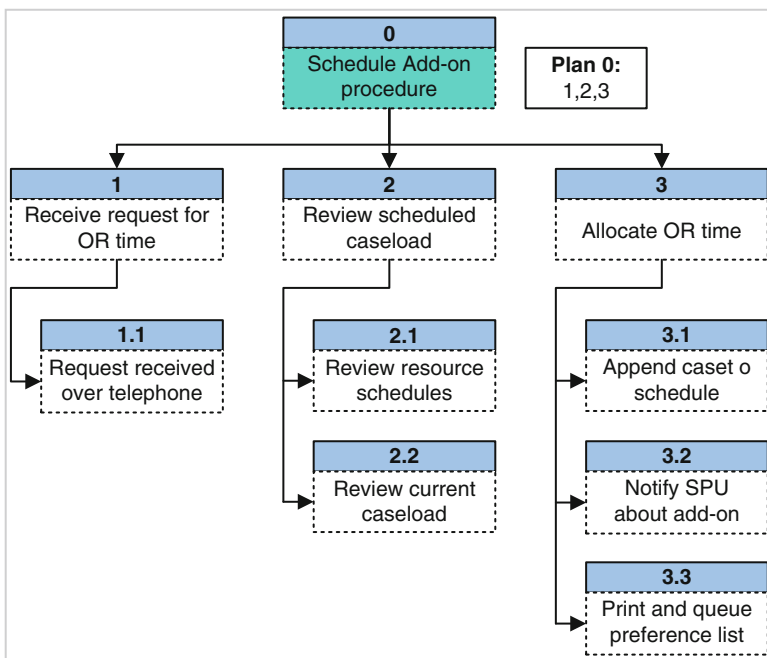 0
Schedule Add-on
procedure
Plan 0:
1,2,3
1
Receive request for
OR time
2
Review scheduled
caseload
3
Allocate OR time
1.1
Request received
over telephone
2.1
Review resource
schedules
2.2
Review current
caseload
3.1
Append caset o
schedule
3.2
Notify SPU
about add-on
3.3
Print and queue
preference list